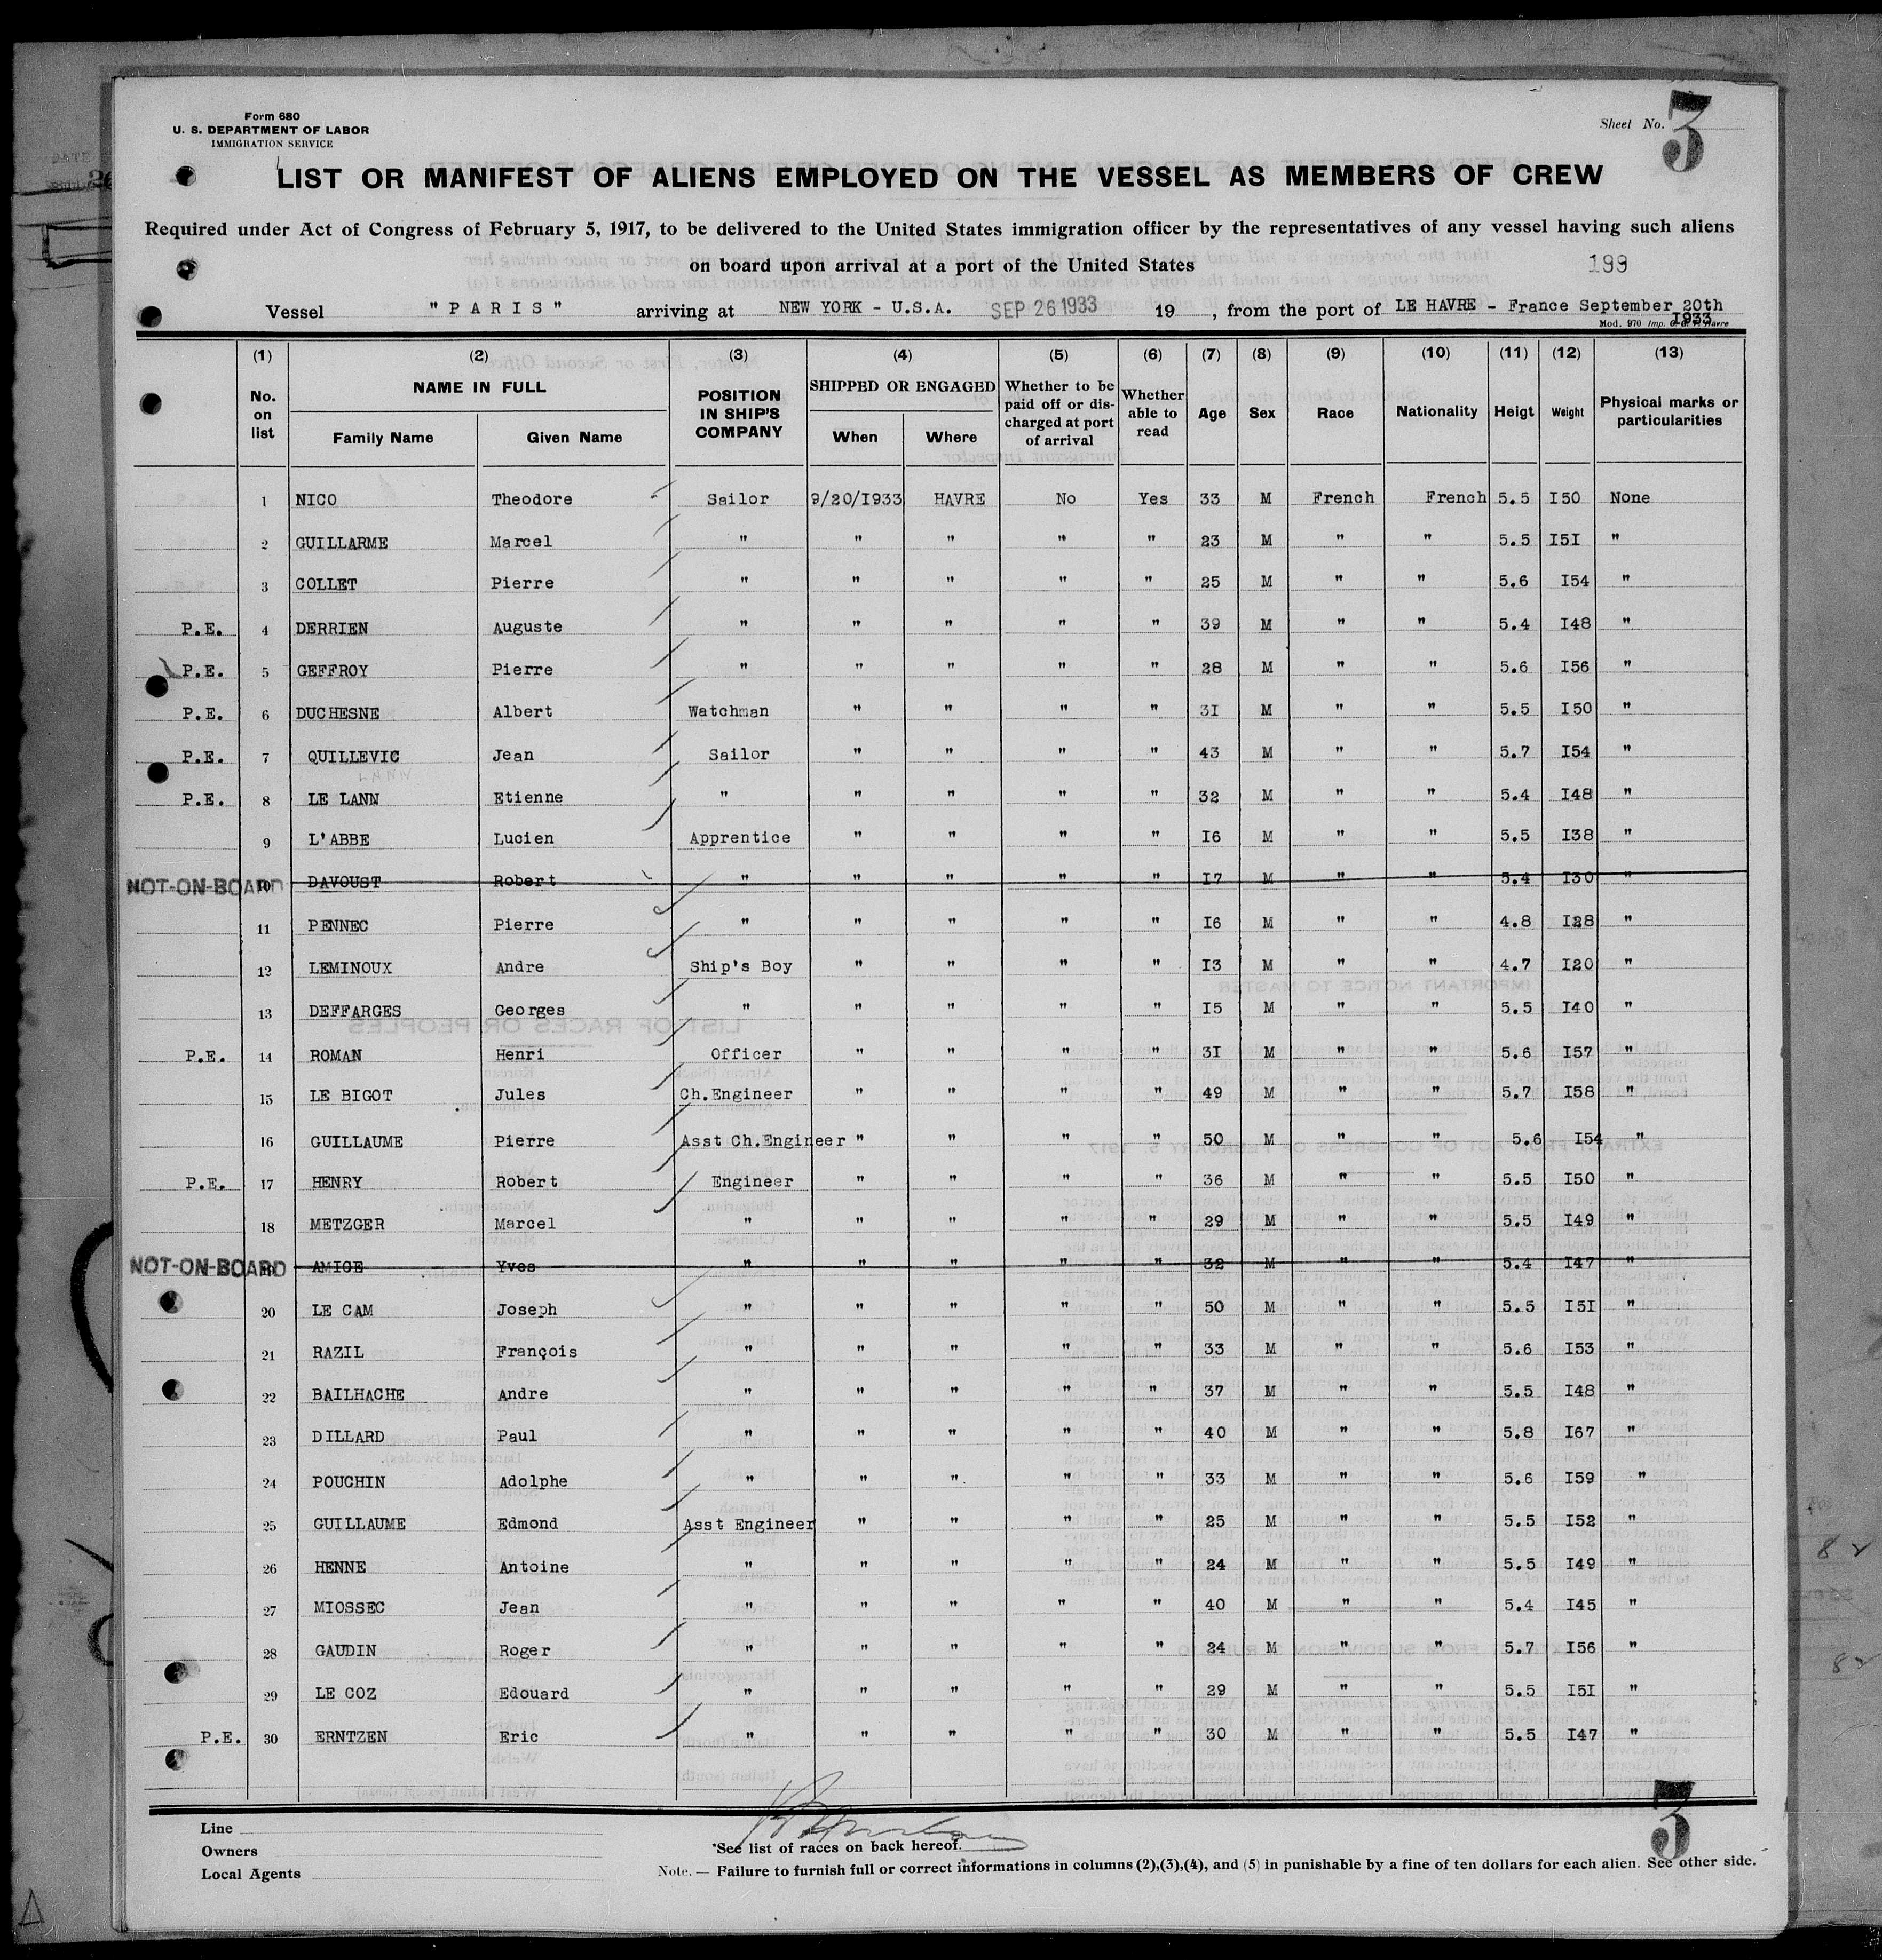 Form 680
U. S. DEPARTMENT OF LABOR
IMMIGRATION SERVICE
Sheet No. 3
LIST OR MANIFEST OF ALIENS EMPLOYED ON THE VESSEL AS MEMBERS OF CREW
Required under Act of Congress of February 5, 1917, to be delivered to the United States immigration officer by the representatives of any vessel having such aliens
on board upon arrival at a port of the United States
199
Vessel "PARIS" arriving at NEW YORK - U.S.A. SEP 26 1933 19 , from the port of LE HAVRE - France September 20th
I933
Mod. 970 Imp.
(1) (2) (3) (4) (5) (6) (7) (8) (9) (10) (11) (12) (13)
No. on list NAME IN FULL Family Name Given Name POSITION IN SHIP'S COMPANY SHIPPED OR ENGAGED When Where Whether to be paid off or discharged at port of arrival Whether able to read Age Sex Race Nationality Heigt Weight Physical marks or particularities
1 NICO Theodore Sailor 9/20/I933 HAVRE No Yes 33 M French French 5.5 I50 None
2 GUILLARME Marcel " " " " " 23 M " " 5.5 I5I "
3 COLLET Pierre " " " " " 25 M " " 5.6 I54 "
P.E. 4 DERRIEN Auguste " " " " " 39 M " " 5.4 I48 "
P.E. 5 GEFFROY Pierre " " " " " 28 M " " 5.6 I56 "
P.E. 6 DUCHESNE Albert Watchman " " " " 3I M " " 5.5 I50 "
P.E. 7 QUILLEVIC Jean Sailor " " " " 43 M " " 5.7 I54 "
LANN
P.E. 8 LE LANN Etienne " " " " " 32 M " " 5.4 I48 "
9 L'ABBE Lucien Apprentice " " " " I6 M " " 5.5 I38 "
NOT-ON-BOARD 10 DAVOUST Robert " " " " " I7 M " " 5.4 I30 "
11 PENNEC Pierre " " " " " I6 M " " 4.8 I28 "
12 LEMINOUX Andre Ship's Boy " " " " I3 M " " 4.7 I20 "
13 DEFFARGES Georges " " " " " I5 M " " 5.5 I40 "
P.E. 14 ROMAN Henri Officer " " " " 3I M " " 5.6 I57 "
15 LE BIGOT Jules Ch.Engineer " " " " 49 M " " 5.7 I58 "
16 GUILLAUME Pierre Asst Ch.Engineer " " " " 50 M " " 5.6 I54 "
P.E. 17 HENRY Robert Engineer " " " " 36 M " " 5.5 I50 "
18 METZGER Marcel " " " " " 29 M " " 5.5 I49 "
NOT-ON-BOARD 19 AMICE Yves " " " " " 32 M " " 5.4 I47 "
20 LE CAM Joseph " " " " " 50 M " " 5.5 I5I "
21 RAZIL François " " " " " 33 M " " 5.6 I53 "
22 BAILHACHE Andre " " " " " 37 M " " 5.5 I48 "
23 DILLARD Paul " " " " " 40 M " " 5.8 I67 "
24 POUCHIN Adolphe " " " " " 33 M " " 5.6 I59 "
25 GUILLAUME Edmond Asst Engineer " " " " 25 M " " 5.5 I52 "
26 HENNE Antoine " " " " " 24 M " " 5.5 I49 "
27 MIOSSEC Jean " " " " " 40 M " " 5.4 I45 "
28 GAUDIN Roger " " " " " 24 M " " 5.7 I56 "
29 LE COZ Edouard " " " " " 29 M " " 5.5 I5I "
P.E. 30 ERNTZEN Eric " " " " " 30 M " " 5.5 I47 "
Line
Owners
Local Agents
*See list of races on back hereof.
Note.— Failure to furnish full or correct informations in columns (2),(3),(4), and (5) in punishable by a fine of ten dollars for each alien. See other side.
3